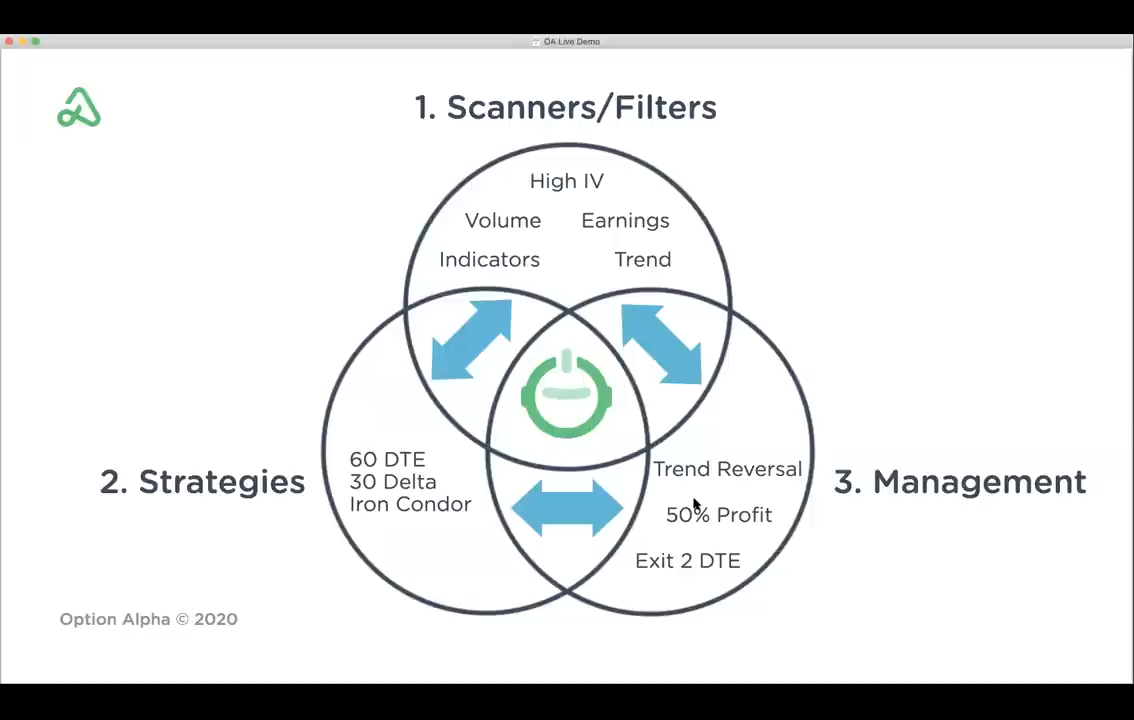 OA Live Demo
1. Scanners/Filters
High IV
Volume
Earnings
Indicators
Trend
2. Strategies
60 DTE
30 Delta
Iron Condor
Trend Reversal
50% Profit
Exit 2 DTE
3. Management
Option Alpha © 2020